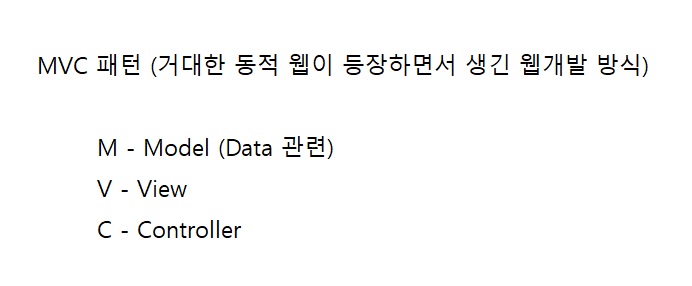 MVC 패턴 (거대한 동적 웹이 등장하면서 생긴 웹개발 방식)
M - Model (Data 관련)
V - View
C - Controller